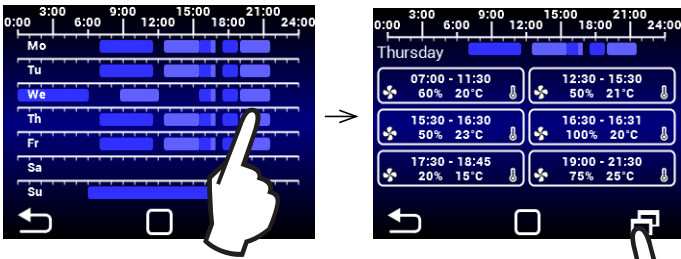 3:00 9:00 15:00 21:00
0:00 6:00 12:00 18:00 24:00
Mo
Tu
We
Th
Fr
Sa
Su
3:00 9:00 15:00 21:00
0:00 6:00 12:00 18:00 24:00
Thursday
07:00 - 11:30
60% 20°C
12:30 - 15:30
50% 21°C
15:30 - 16:30
50% 23°C
16:30 - 16:31
100% 20°C
17:30 - 18:45
20% 15°C
19:00 - 21:30
75% 25°C